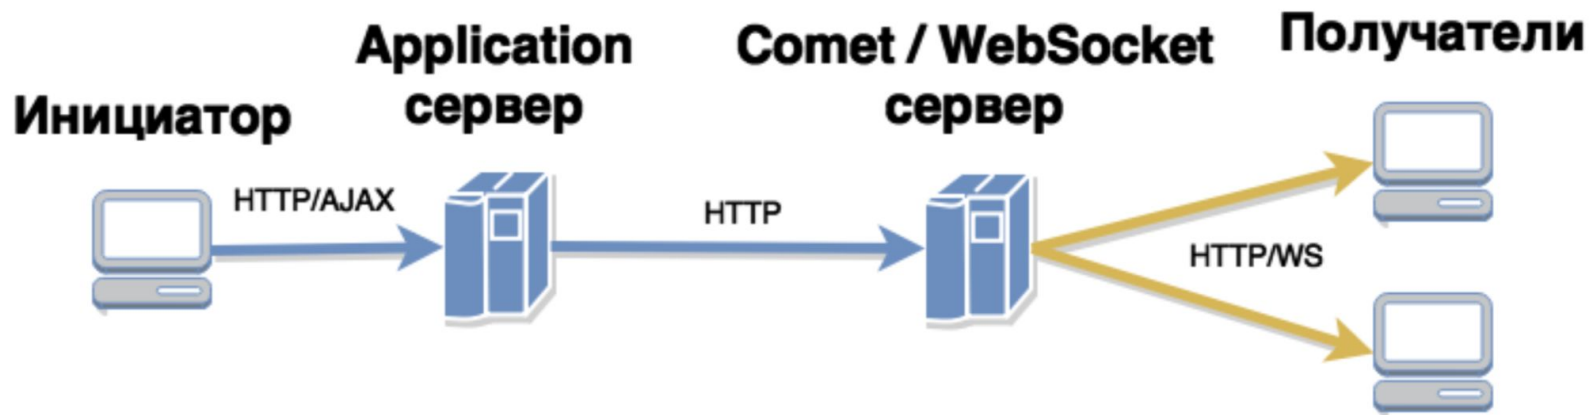 Инициатор
Application
сервер
Comet / WebSocket
сервер
Получатели
HTTP/AJAX
HTTP
HTTP/WS